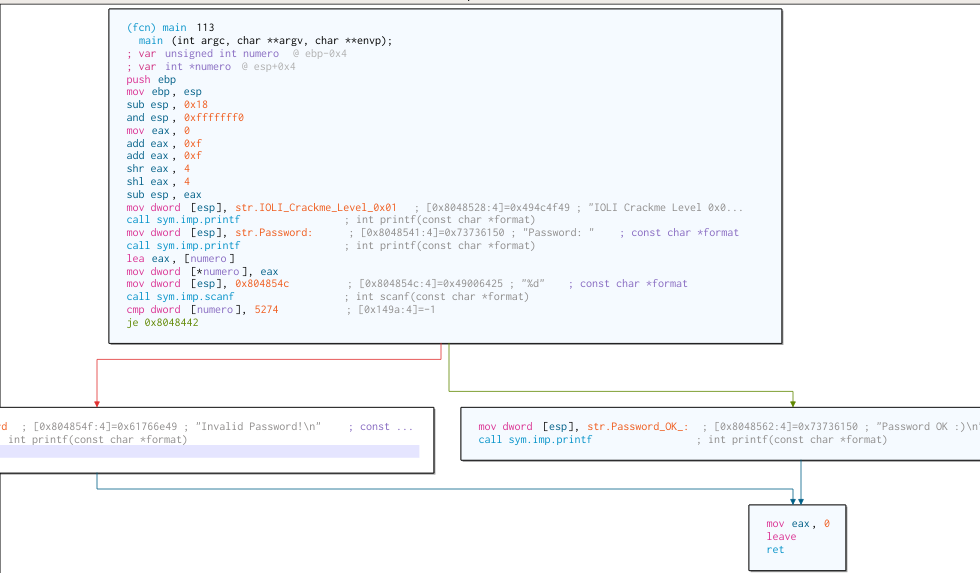 (fcn) main 113
main (int argc, char **argv, char **envp);
; var unsigned int numero @ ebp-0x4
; var int *numero @ esp+0x4
push ebp
mov ebp, esp
sub esp, 0x18
and esp, 0xfffffff0
mov eax, 0
add eax, 0xf
add eax, 0xf
shr eax, 4
shl eax, 4
sub esp, eax
mov dword [esp], str.IOLI_Crackme_Level_0x01 ; [0x8048528:4]=0x494c4f49 ; "IOLI Crackme Level 0x0...
call sym.imp.printf ; int printf(const char *format)
mov dword [esp], str.Password: ; [0x8048541:4]=0x73736150 ; "Password: " ; const char *format
call sym.imp.printf ; int printf(const char *format)
lea eax, [numero]
mov dword [*numero], eax
mov dword [esp], 0x804854c ; [0x804854c:4]=0x49006425 ; "%d" ; const char *format
call sym.imp.scanf ; int scanf(const char *format)
cmp dword [numero], 5274 ; [0x149a:4]=-1
je 0x8048442
rd ; [0x804854f:4]=0x61766e49 ; "Invalid Password!\n" ; const ...
; int printf(const char *format)
mov dword [esp], str.Password_OK_: ; [0x8048562:4]=0x73736150 ; "Password OK :)\n"
call sym.imp.printf ; int printf(const char *format)
mov eax, 0
leave
ret